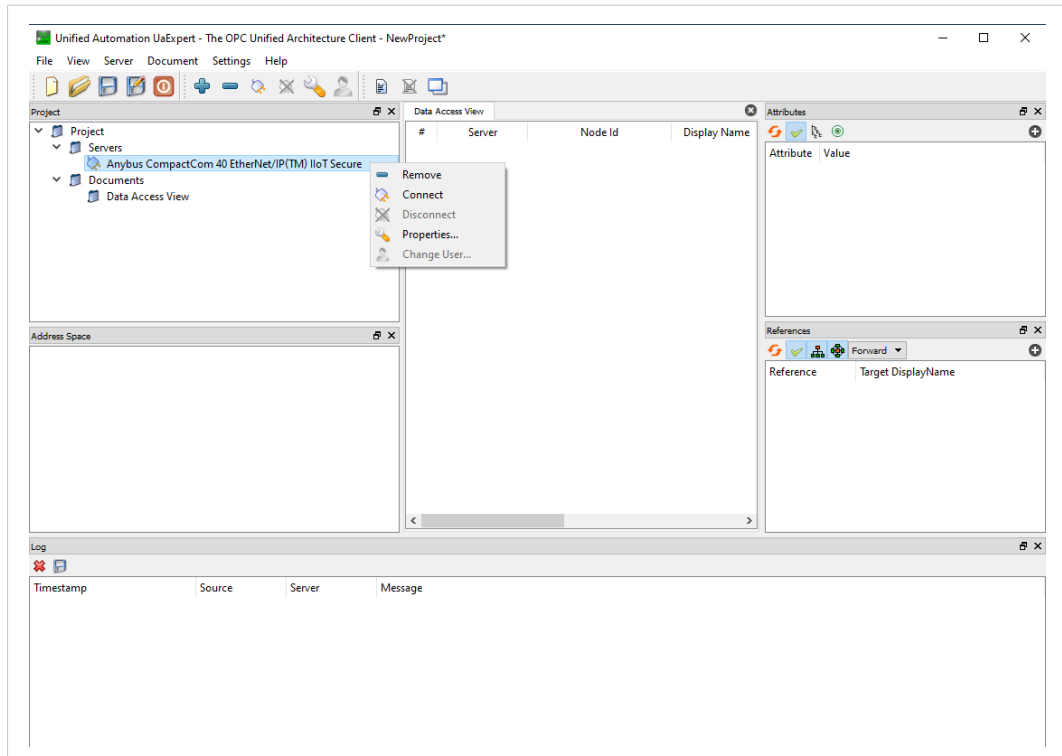 Unified Automation UaExpert - The OPC Unified Architecture Client - NewProject*
File View Server Document Settings Help
Project
Project
Servers
Anybus CompactCom 40 EtherNet/IP(TM) IIoT Secure
Documents
Data Access View
Remove
Connect
Disconnect
Properties...
Change User...
Data Access View
# Server Node Id Display Name
Attributes
Attribute Value
Address Space
References
Forward
Reference Target DisplayName
Log
Timestamp Source Server Message